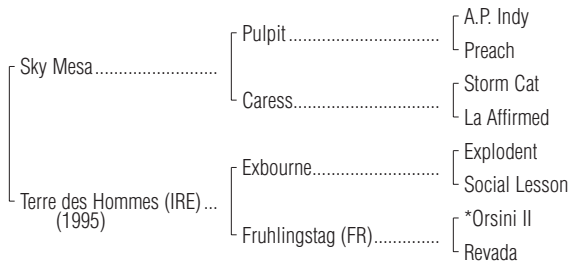 A.P. Indy
Pulpit
Preach
Sky Mesa
Storm Cat
Caress
La Affirmed
Explodent
Exbourne
Social Lesson
Terre des Hommes (IRE)
(1995)
*Orsini II
Fruhlingstag (FR)
Revada